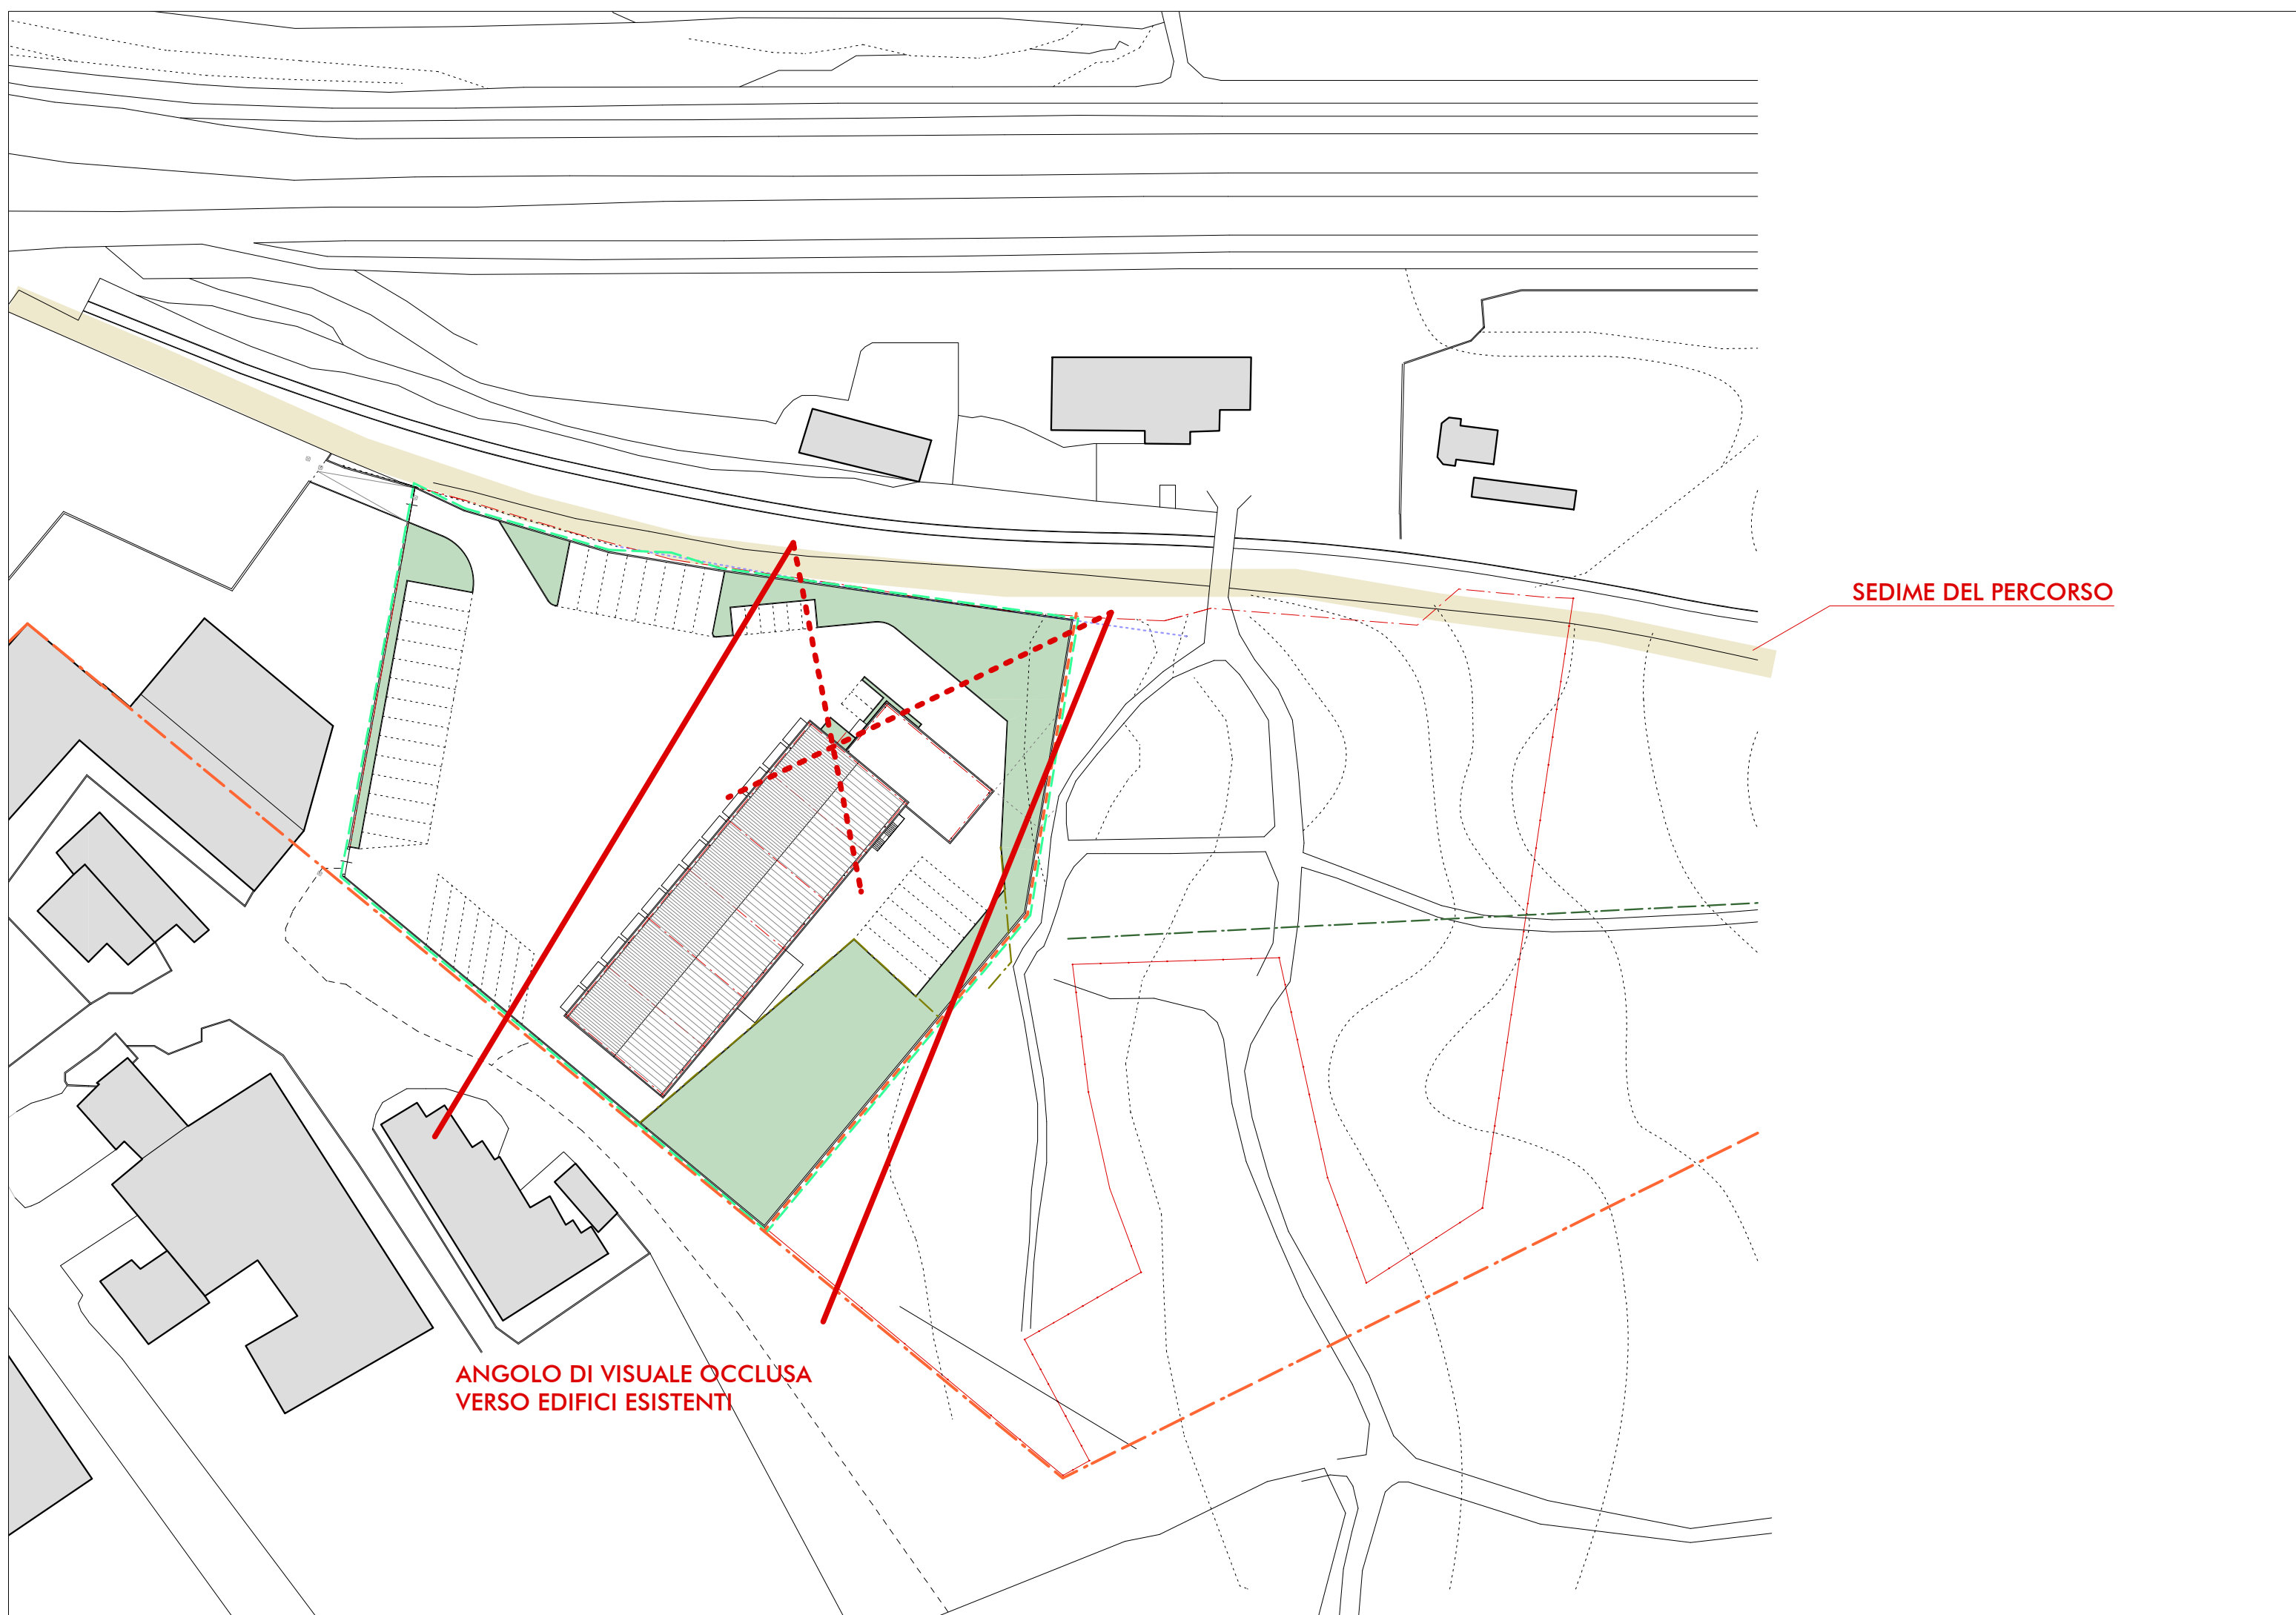 SEDIME DEL PERCORSO
ANGOLO DI VISUALE OCCLUSA
VERSO EDIFICI ESISTENTI